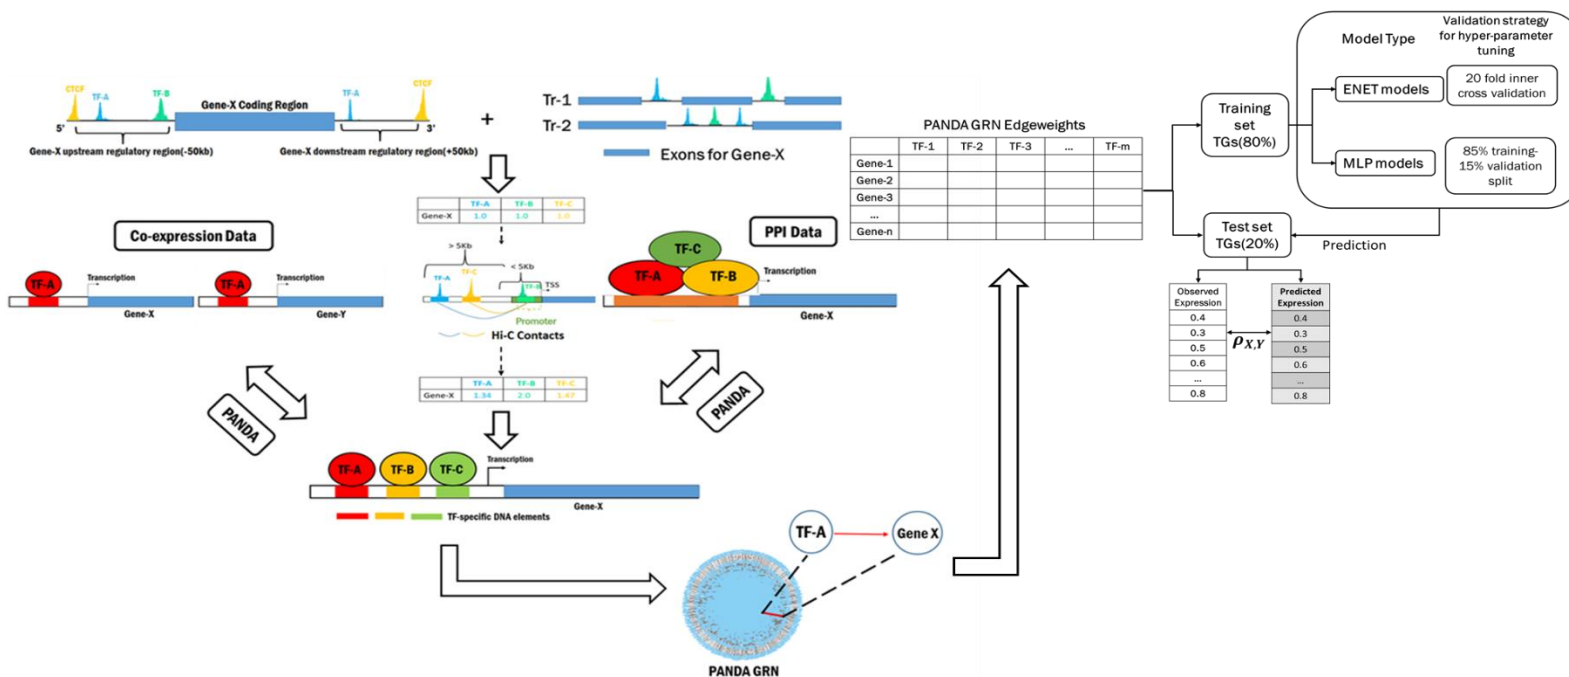 CTCF
TF-A
TF-B
Gene-X Coding Region
TF-A
CTCF
5'
3'
Gene-X upstream regulatory region(-50kb)
Gene-X downstream regulatory region(+50kb)
+
Tr-1
Tr-2
Exons for Gene-X
TF-A TF-B TF-C
Gene-X 1.0 1.0 1.0
> 5Kb
< 5Kb
TF-A
TF-C
TF-B
TSS
Promoter
Hi-C Contacts
TF-A TF-B TF-C
Gene-X 1.34 2.0 1.47
Co-expression Data
TF-A
Transcription
Gene-X
TF-A
Transcription
Gene-Y
PPI Data
TF-C
TF-A
TF-B
Transcription
Gene-X
PANDA
PANDA
TF-A
TF-B
TF-C
Transcription
Gene-X
TF-specific DNA elements
TF-A
Gene X
PANDA GRN
PANDA GRN Edgeweights
TF-1 TF-2 TF-3 ... TF-m
Gene-1
Gene-2
Gene-3
...
Gene-n
Training
set
TGs(80%)
Model Type
Validation strategy
for hyper-parameter
tuning
ENET models
20 fold inner
cross validation
MLP models
85% training-
15% validation
split
Test set
TGs(20%)
Prediction
Observed
Expression
0.4
0.3
0.5
0.6
...
0.8
ρX,Y
Predicted
Expression
0.4
0.3
0.5
0.6
...
0.8